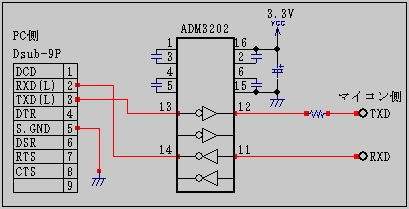 ADM3202
3.3V
VCC
PC側
Dsub-9P
DCD 1
RXD(L) 2
TXD(L) 3
DTR 4
S.GND 5
DSR 6
RTS 7
CTS 8
9
1 16
3 2
4 6
5 15
13 12
14 11
マイコン側
TXD
RXD